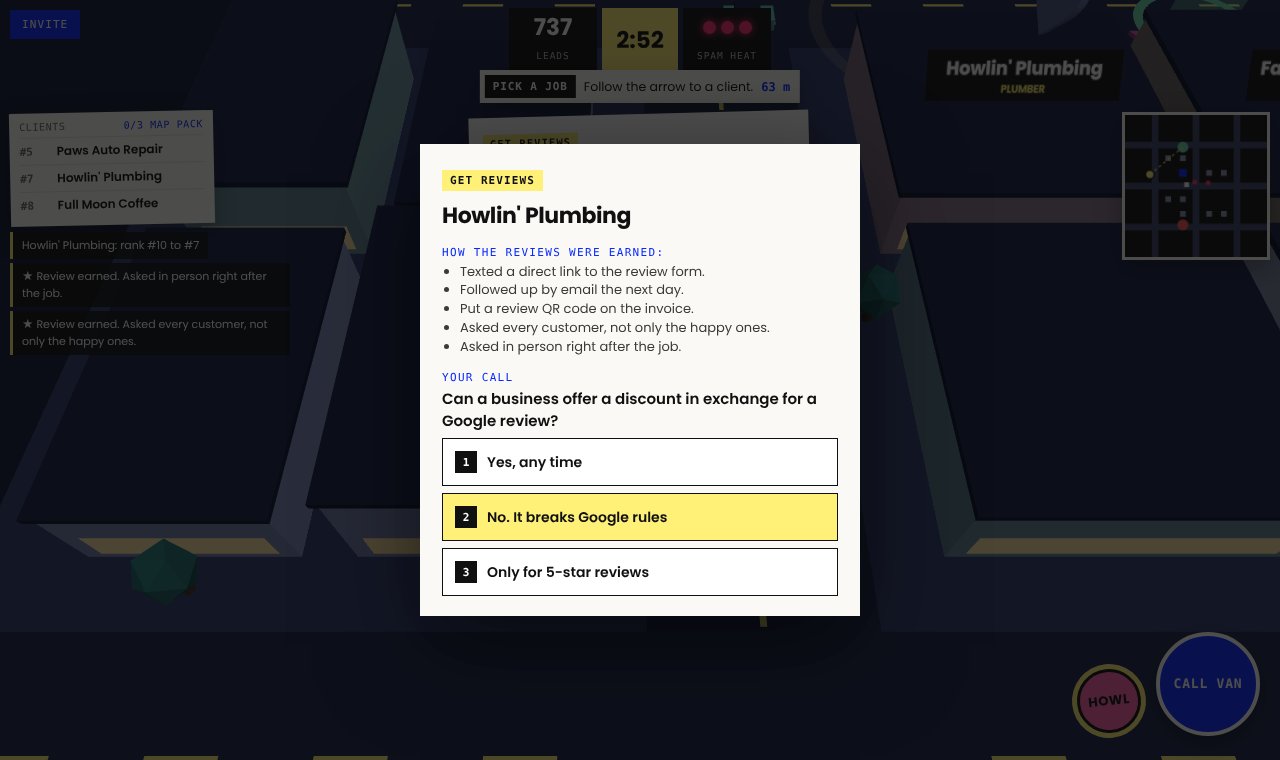 INVITE
737
LEADS
2:52
SPAM HEAT
PICK A JOB Follow the arrow to a client. 63 m
Howlin' Plumbing
PLUMBER
Fa
CLIENTS 0/3 MAP PACK
#5 Paws Auto Repair
#7 Howlin' Plumbing
#8 Full Moon Coffee
Howlin' Plumbing: rank #10 to #7
★ Review earned. Asked in person right after
the job.
★ Review earned. Asked every customer, not
only the happy ones.
GET REVIEWS
GET REVIEWS
Howlin' Plumbing
HOW THE REVIEWS WERE EARNED:
• Texted a direct link to the review form.
• Followed up by email the next day.
• Put a review QR code on the invoice.
• Asked every customer, not only the happy ones.
• Asked in person right after the job.
YOUR CALL
Can a business offer a discount in exchange for a
Google review?
1 Yes, any time
2 No. It breaks Google rules
3 Only for 5-star reviews
HOWL
CALL VAN